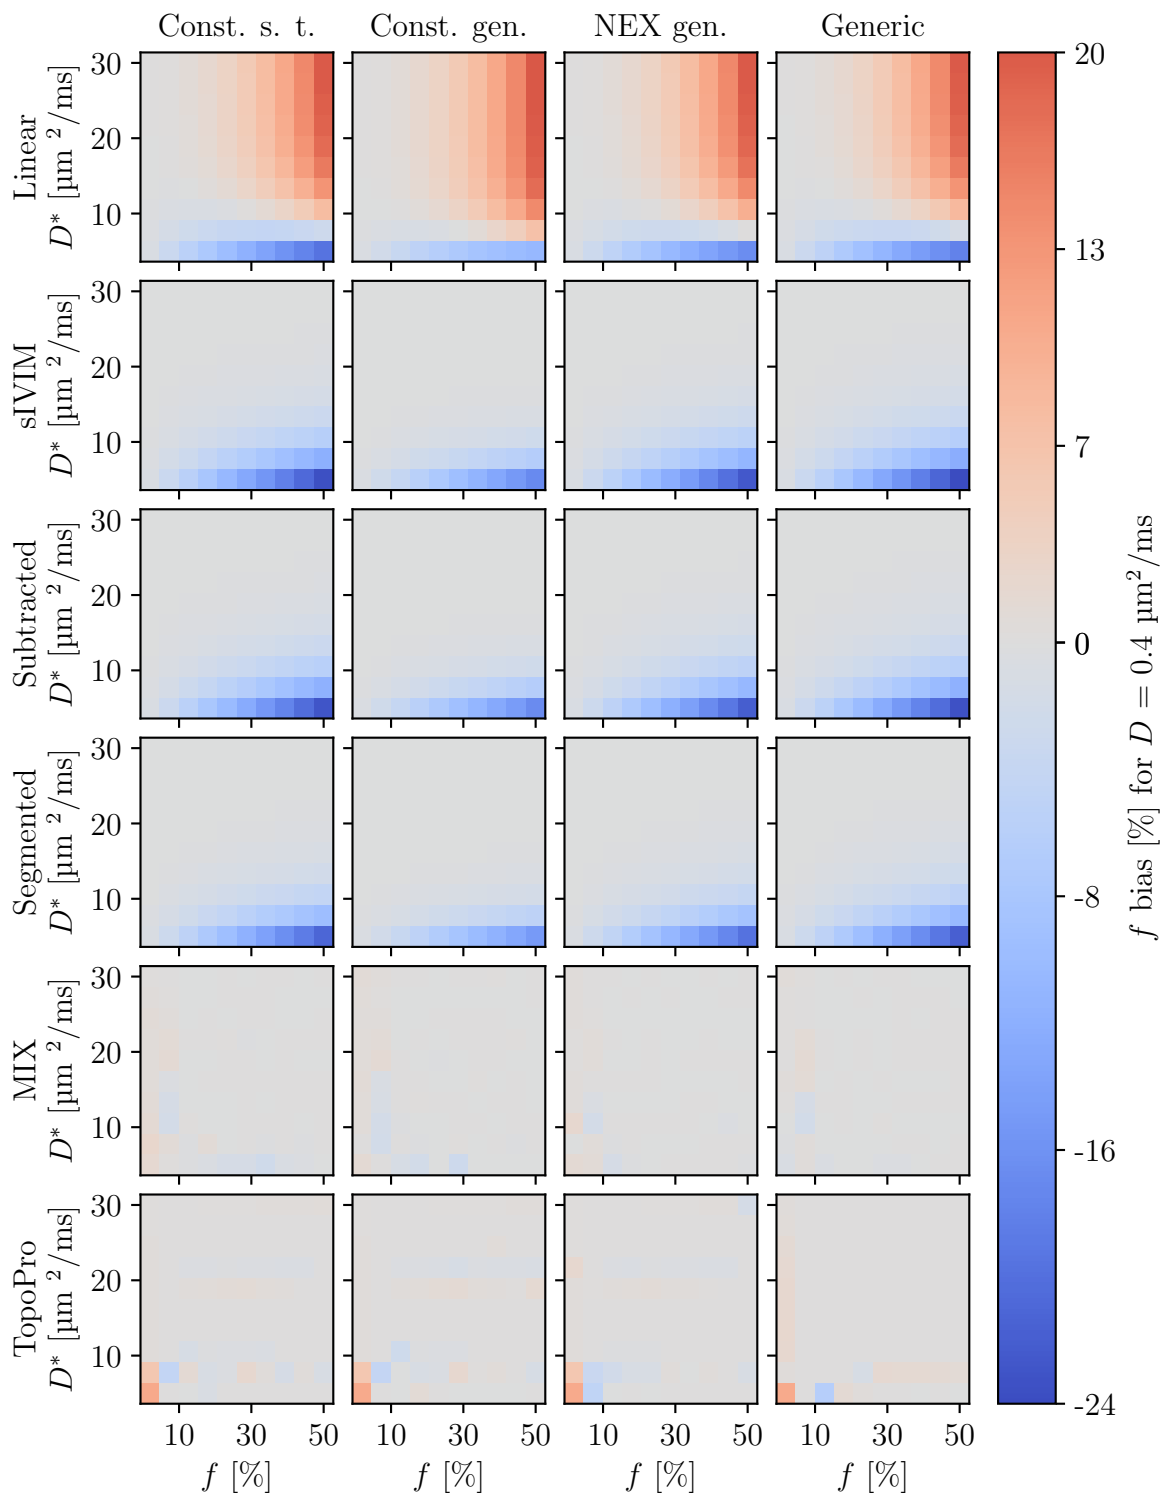 Const. s. t. Const. gen. NEX gen. Generic
Linear
D* [µm ²/ms]
30
20
10
sIVIM
D* [µm ²/ms]
30
20
10
Subtracted
D* [µm ²/ms]
30
20
10
Segmented
D* [µm ²/ms]
30
20
10
MIX
D* [µm ²/ms]
30
20
10
TopoPro
D* [µm ²/ms]
30
20
10
10 30 50 10 30 50 10 30 50 10 30 50
f [%] f [%] f [%] f [%]
20
13
7
0
-8
-16
-24
f bias [%] for D = 0.4 µm²/ms